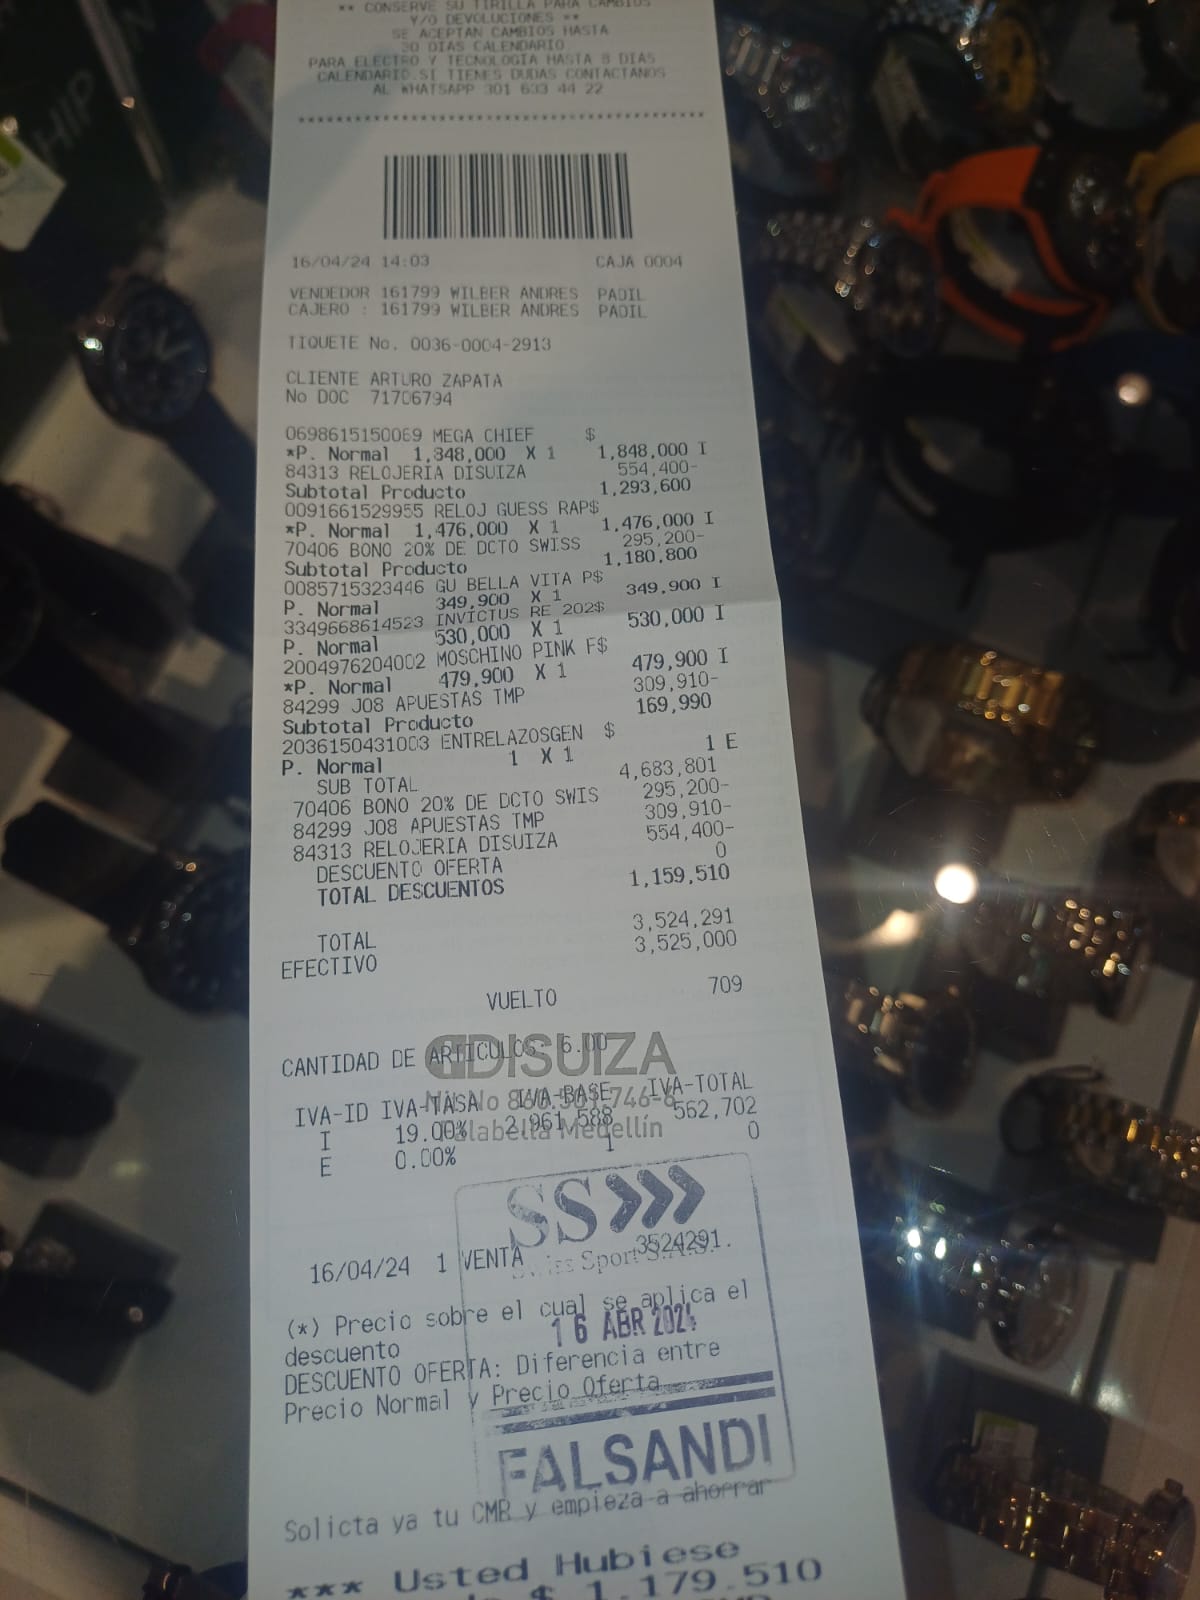 ** CONSERVE SU TIRILLA PARA CAMBIOS
Y/O DEVOLUCIONES **
SE ACEPTAN CAMBIOS HASTA
30 DIAS CALENDARIO
PARA ELECTRO Y TECNOLOGIA HASTA 8 DIAS
CALENDARIO.SI TIENES DUDAS CONTACTANOS
AL WHATSAPP 301 633 44 22
****************************************
16/04/24 14:03 CAJA 0004
VENDEDOR 161799 WILBER ANDRES PADIL
CAJERO : 161799 WILBER ANDRES PADIL
TIQUETE No. 0036-0004-2913
CLIENTE ARTURO ZAPATA
No DOC 71706794
0698615150069 MEGA CHIEF $
*P. Normal 1,848,000 X 1 1,848,000 I
84313 RELOJERIA DISUIZA 554,400-
Subtotal Producto 1,293,600
0091661529955 RELOJ GUESS RAP$
*P. Normal 1,476,000 X 1 1,476,000 I
70406 BONO 20% DE DCTO SWISS 295,200-
Subtotal Producto 1,180,800
0085715323446 GU BELLA VITA P$
P. Normal 349,900 X 1 349,900 I
3349668614523 INVICTUS RE 202$
P. Normal 530,000 X 1 530,000 I
2004976204002 MOSCHINO PINK F$
*P. Normal 479,900 X 1 479,900 I
84299 J08 APUESTAS TMP 309,910-
Subtotal Producto 169,990
2036150431003 ENTRELAZOSGEN $
P. Normal 1 X 1 1 E
SUB TOTAL 4,683,801
70406 BONO 20% DE DCTO SWIS 295,200-
84299 J08 APUESTAS TMP 309,910-
84313 RELOJERIA DISUIZA 554,400-
DESCUENTO OFERTA 0
TOTAL DESCUENTOS 1,159,510
TOTAL 3,524,291
EFECTIVO 3,525,000
VUELTO 709
CANTIDAD DE ARTICULOS: 6.00
DISUIZA
IVA-ID IVA-TASA IVA-BASE IVA-TOTAL
I 19.00% 2,961,588 562,702
Falabella Medellín
E 0.00% 1 0
SS
Swiss Sport S.A.S.
16/04/24 1 VENTA 3524291.
(*) Precio sobre el cual se aplica el
descuento
16 ABR 2024
DESCUENTO OFERTA: Diferencia entre
Precio Normal y Precio Oferta
FALSANDI
Solicta ya tu CMR y empieza a ahorrar
*** Usted Hubiese
$ 1.179.510